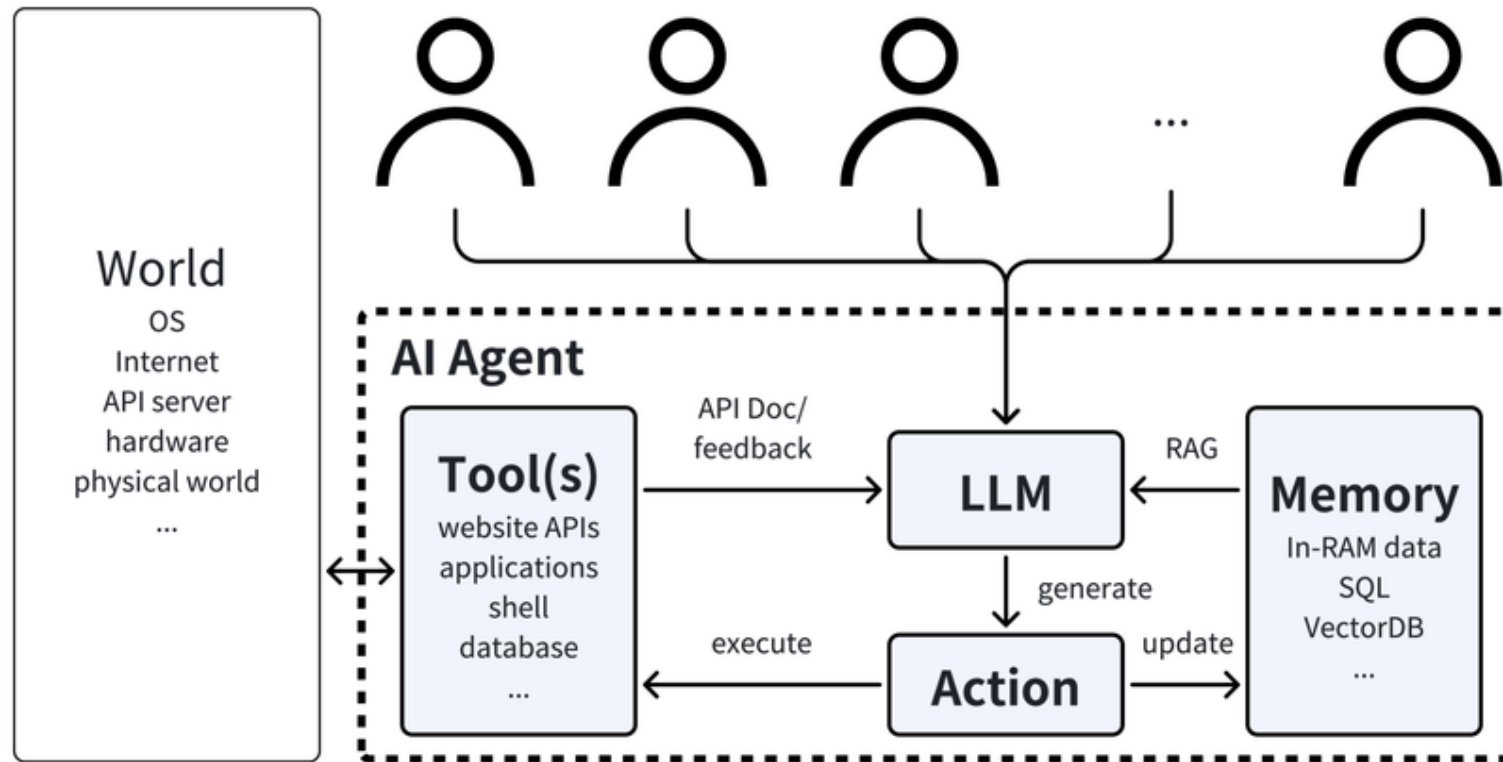 ...
World
OS
Internet
API server
hardware
physical world
...
AI Agent
Tool(s)
website APIs
applications
shell
database
...
API Doc/
feedback
execute
LLM
generate
Action
RAG
update
Memory
In-RAM data
SQL
VectorDB
...